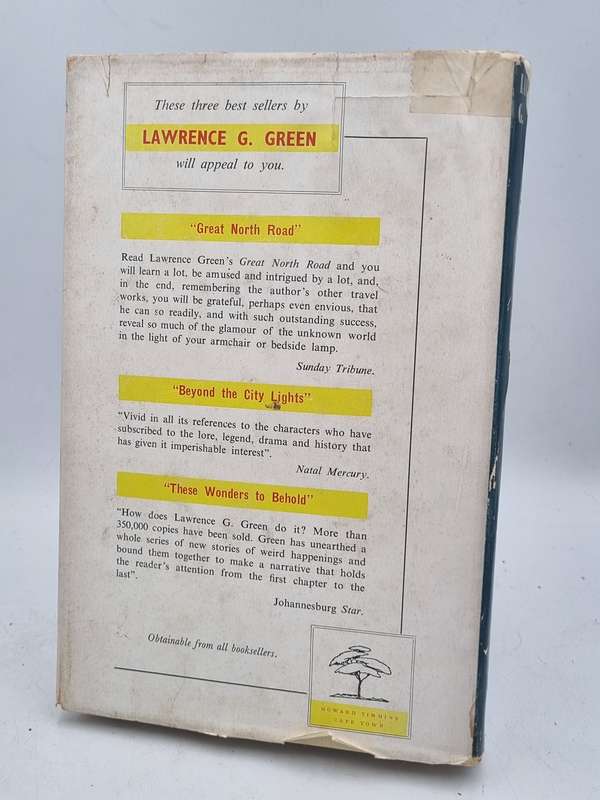 These three best sellers by
LAWRENCE G. GREEN
will appeal to you.
"Great North Road"
Read Lawrence Green's Great North Road and you
will learn a lot, be amused and intrigued by a lot, and,
in the end, remembering the author's other travel
works, you will be grateful, perhaps even envious, that
he can so readily, and with such outstanding success,
reveal so much of the glamour of the unknown world
in the light of your armchair or bedside lamp.
Sunday Tribune.
"Beyond the City Lights"
"Vivid in all its references to the characters who have
subscribed to the lore, legend, drama and history that
has given it imperishable interest".
Natal Mercury.
"These Wonders to Behold"
"How does Lawrence G. Green do it? More than
350,000 copies have been sold. Green has unearthed a
whole series of new stories of weird happenings and
bound them together to make a narrative that holds
the reader's attention from the first chapter to the
last".
Johannesburg Star.
Obtainable from all booksellers.
HOWARD TIMMINS
CAPE TOWN